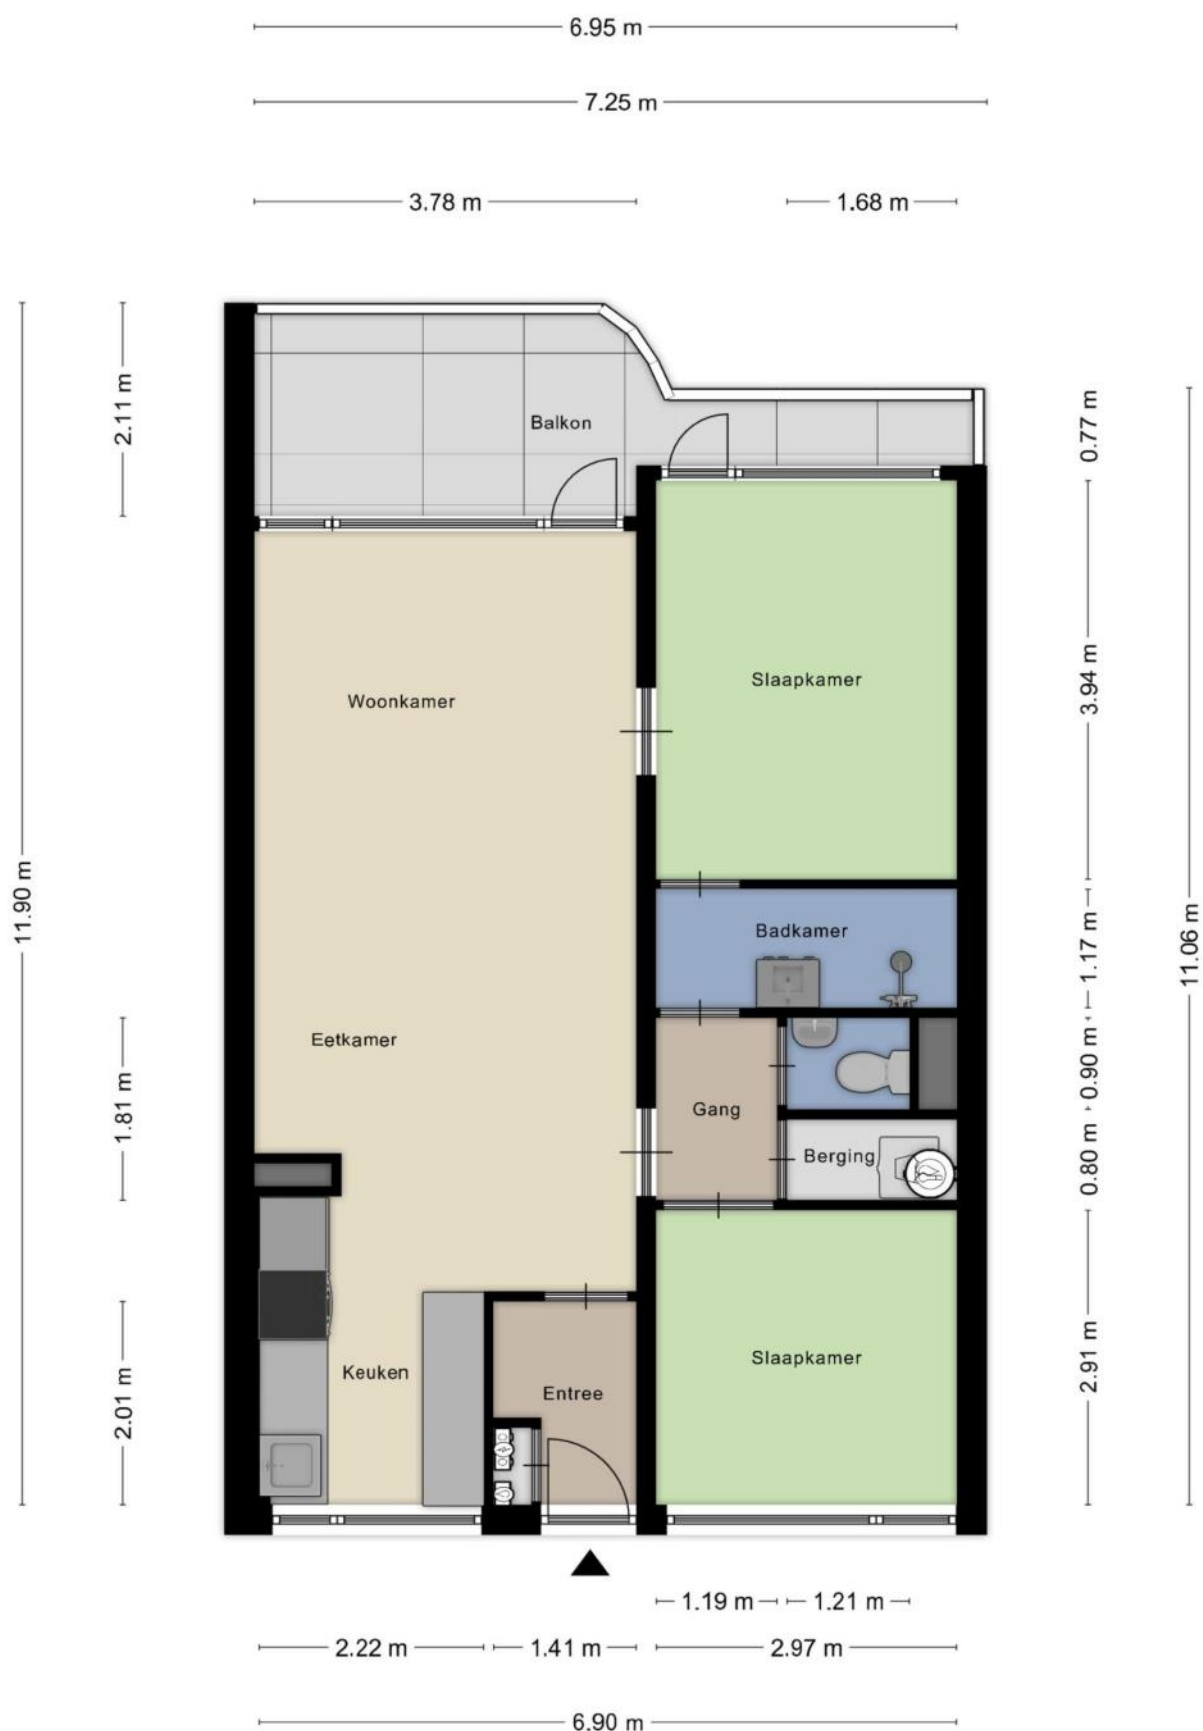 6.95 m
7.25 m
3.78 m
1.68 m
2.11 m
Balkon
0.77 m
Woonkamer
Slaapkamer
3.94 m
11.90 m
Badkamer
1.17 m
11.06 m
Eetkamer
0.90 m
1.81 m
Gang
Berging
0.80 m
Keuken
Entree
Slaapkamer
2.01 m
2.91 m
1.19 m
1.21 m
2.22 m
1.41 m
2.97 m
6.90 m